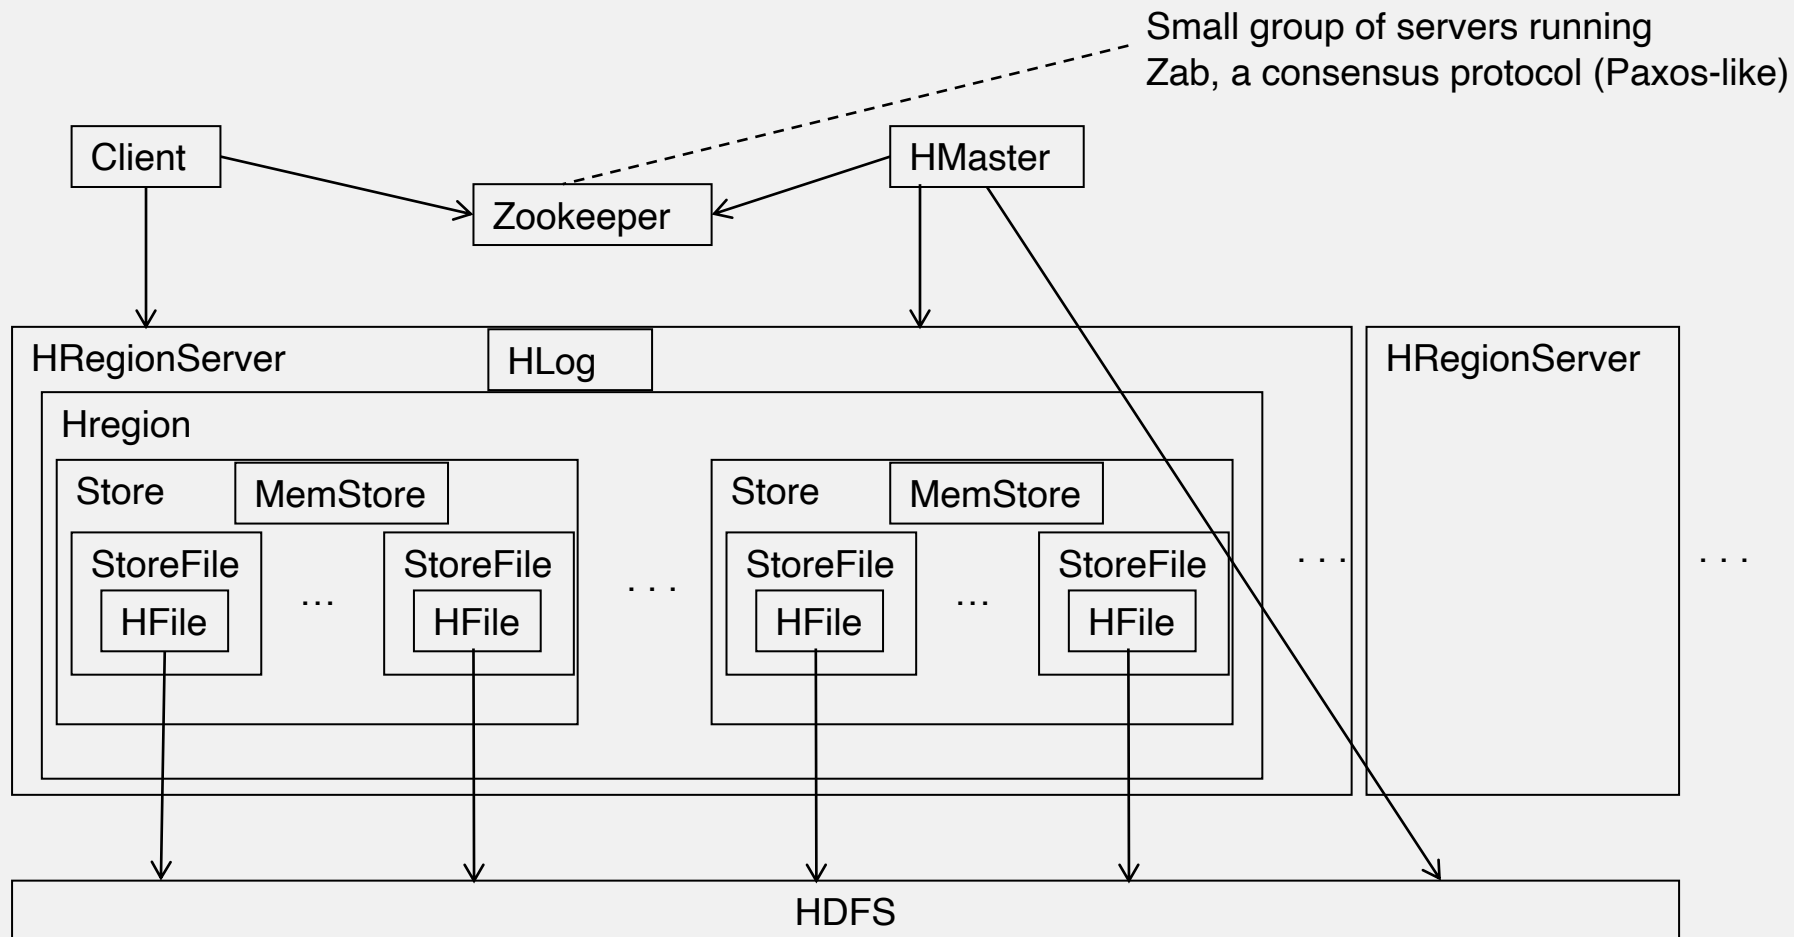 Small group of servers running
Zab, a consensus protocol (Paxos-like)
Client
HMaster
Zookeeper
HRegionServer
HLog
HRegionServer
Hregion
Store
MemStore
Store
MemStore
StoreFile
StoreFile
StoreFile
StoreFile
. . .
. . .
...
. . .
...
HFile
HFile
HFile
HFile
HDFS